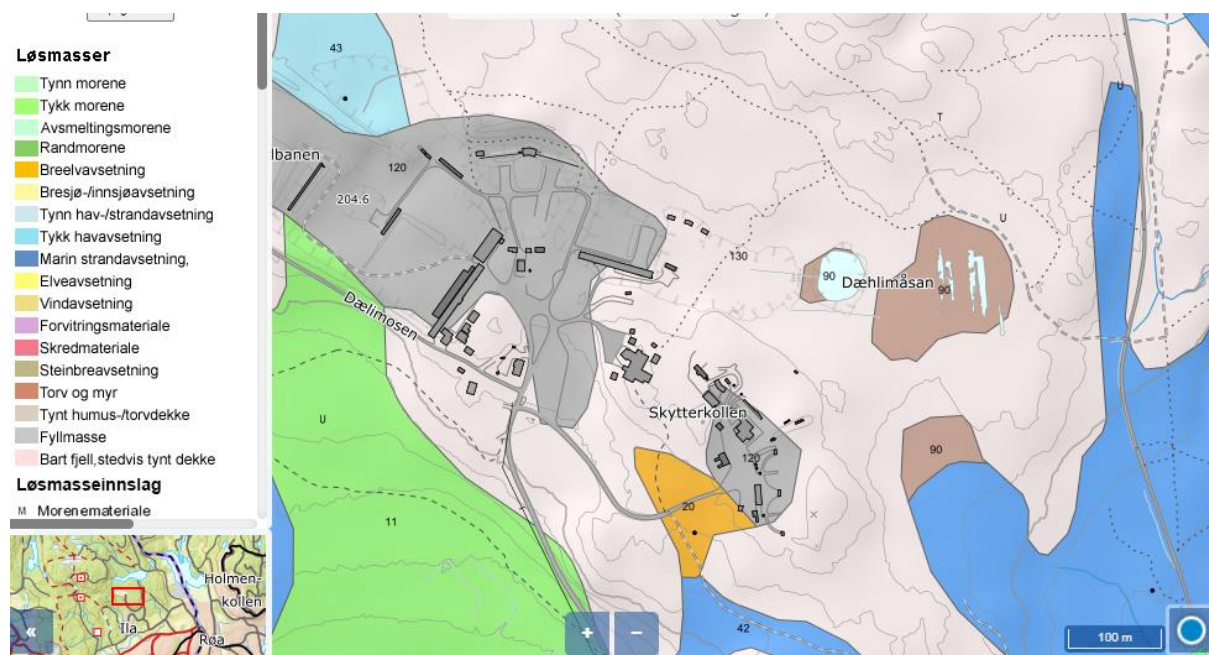 Løsmasser
Tynn morene
Tykk morene
Avsmeltingsmorene
Randmorene
Breelvavsetning
Bresjø-/innsjøavsetning
Tynn hav-/strandavsetning
Tykk havavsetning
Marin strandavsetning,
Elveavsetning
Vindavsetning
Forvitringsmateriale
Skredmateriale
Steinbreavsetning
Torv og myr
Tynt humus-/torvdekke
Fyllmasse
Bart fjell,stedvis tynt dekke
Løsmasseinnslag
M Morenemateriale
Holmen-
kollen
Ila
Røa
«
43
U
T
lbanen
120
204.6
U
130
90
Dæhlimåsan
90
Dælimosen
Skytterkollen
U
120
90
20
11
42
+ −
100 m